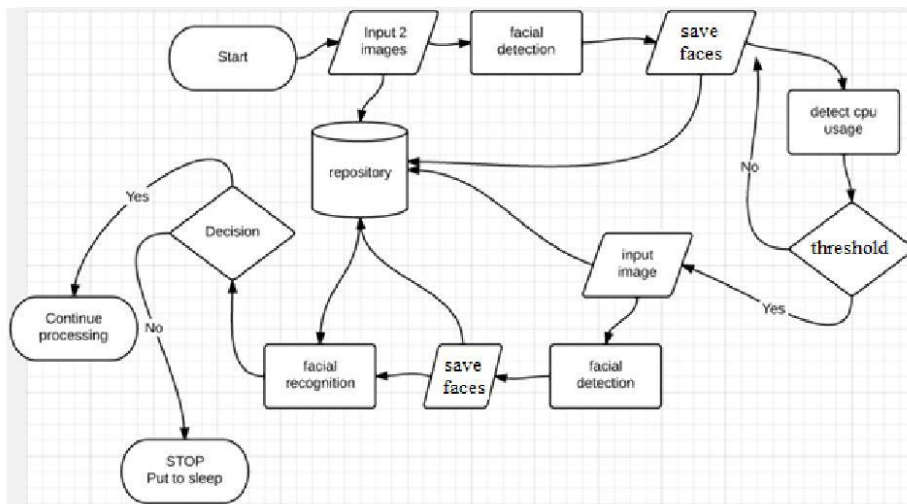 Start
Input 2
images
facial
detection
save
faces
detect cpu
usage
threshold
No
Yes
repository
input
image
facial
detection
save
faces
facial
recognition
Decision
Yes
No
Continue
processing
STOP
Put to sleep